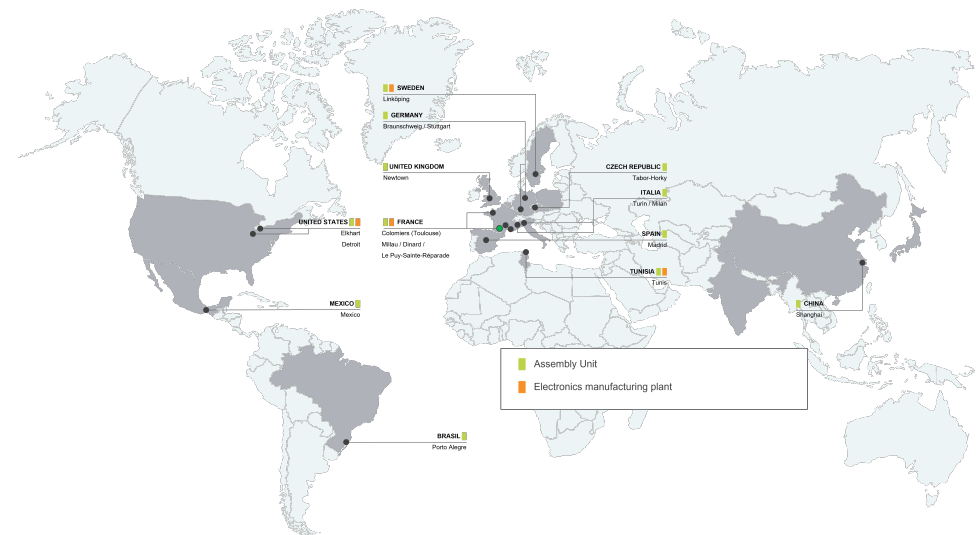 SWEDEN
Linköping
GERMANY
Braunschweig / Stuttgart
UNITED KINGDOM
Newtown
CZECH REPUBLIC
Tabor-Horky
ITALIA
Turin / Milan
UNITED STATES
Elkhart
Detroit
FRANCE
Colomiers (Toulouse)
Millau / Dinard /
Le Puy-Sainte-Réparade
SPAIN
Madrid
TUNISIA
Tunis
MEXICO
Mexico
CHINA
Shanghaï
Assembly Unit
Electronics manufacturing plant
BRASIL
Porto Alegre